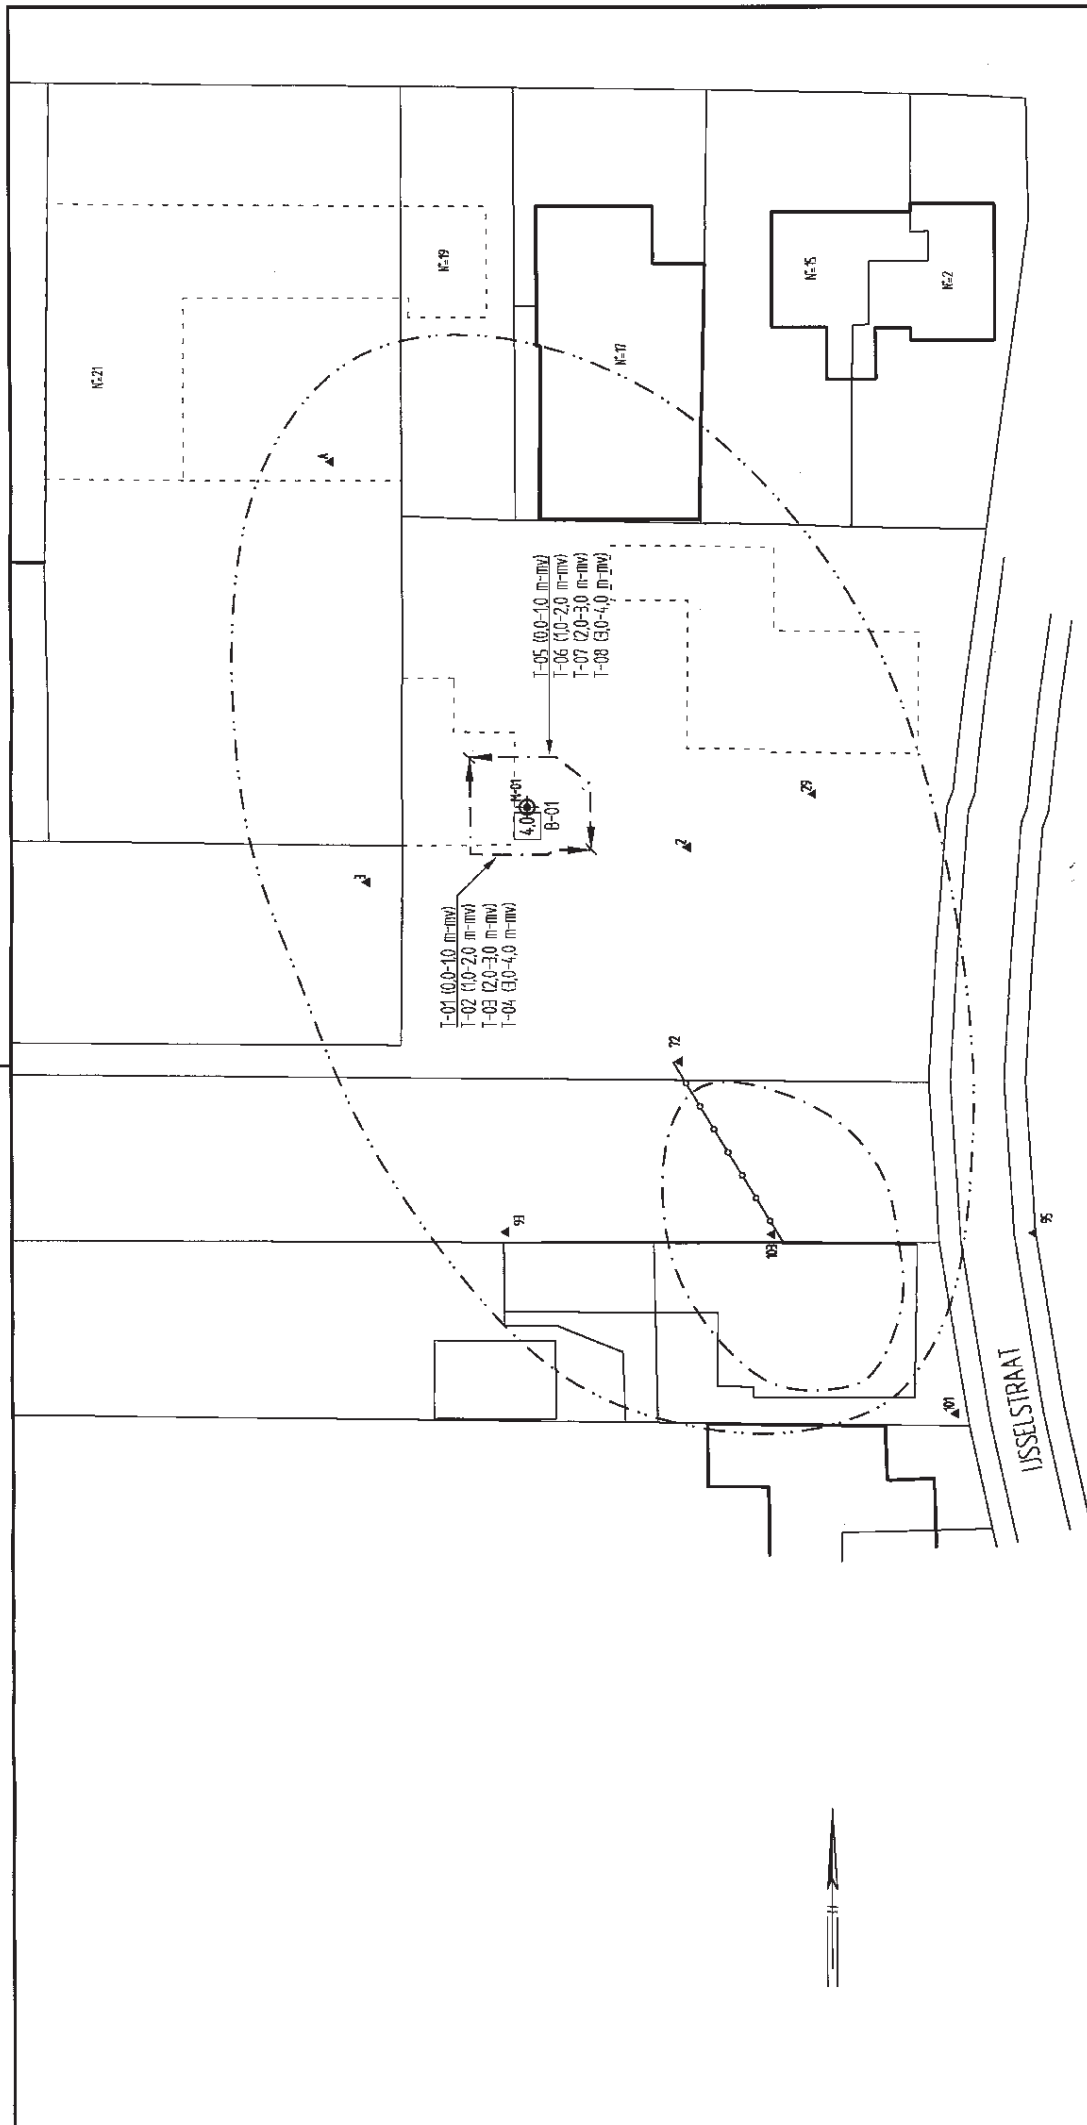 N°=21
N°=19
N°=17
N°=15
N°=2
A
T-05 (0,0-1,0 m-mv)
T-06 (1,0-2,0 m-mv)
T-07 (2,0-3,0 m-mv)
T-08 (3,0-4,0 m-mv)
M-01
4,0
B-01
29
2
3
T-01 (0,0-1,0 m-mv)
T-02 (1,0-2,0 m-mv)
T-03 (2,0-3,0 m-mv)
T-04 (3,0-4,0 m-mv)
72
93
103
95
101
IJSSELSTRAAT